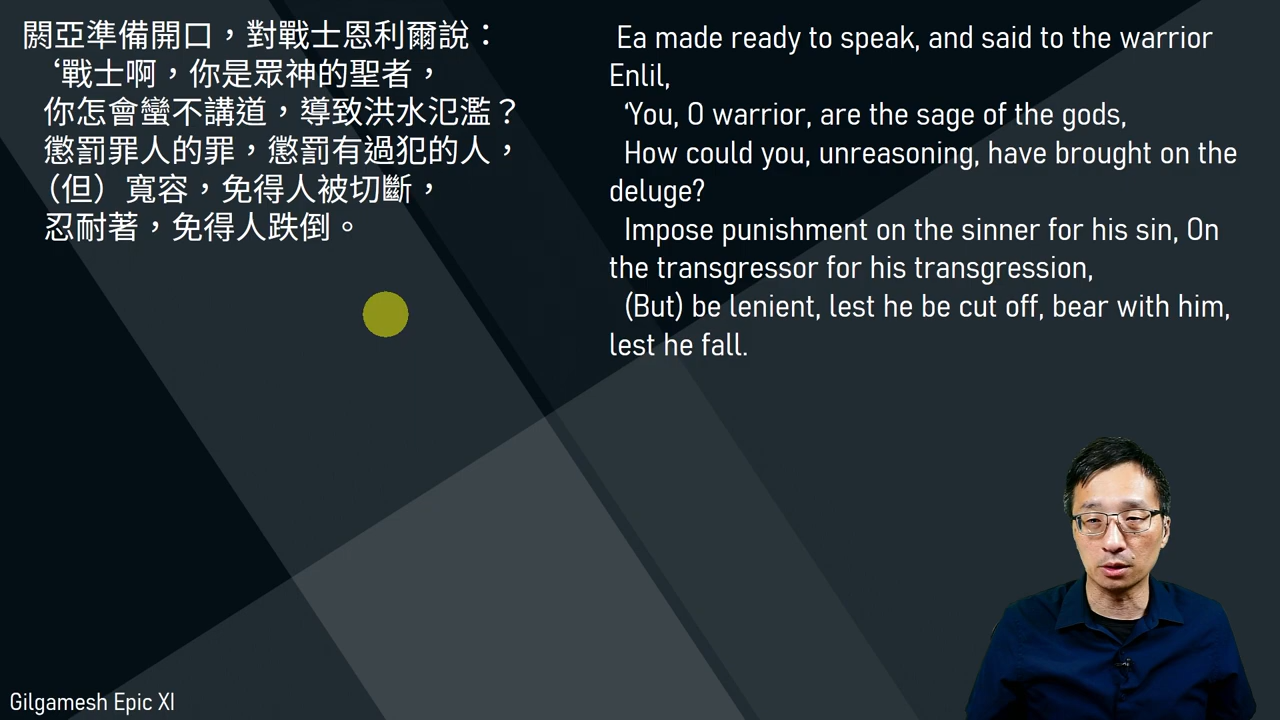 閼亞準備開口，對戰士恩利爾說：
‘戰士啊，你是眾神的聖者，
你怎會蠻不講道，導致洪水氾濫？
懲罰罪人的罪，懲罰有過犯的人，
（但）寬容，免得人被切斷，
忍耐著，免得人跌倒。
Ea made ready to speak, and said to the warrior
Enlil,
‘You, O warrior, are the sage of the gods,
How could you, unreasoning, have brought on the
deluge?
Impose punishment on the sinner for his sin, On
the transgressor for his transgression,
(But) be lenient, lest he be cut off, bear with him,
lest he fall.
Gilgamesh Epic XI